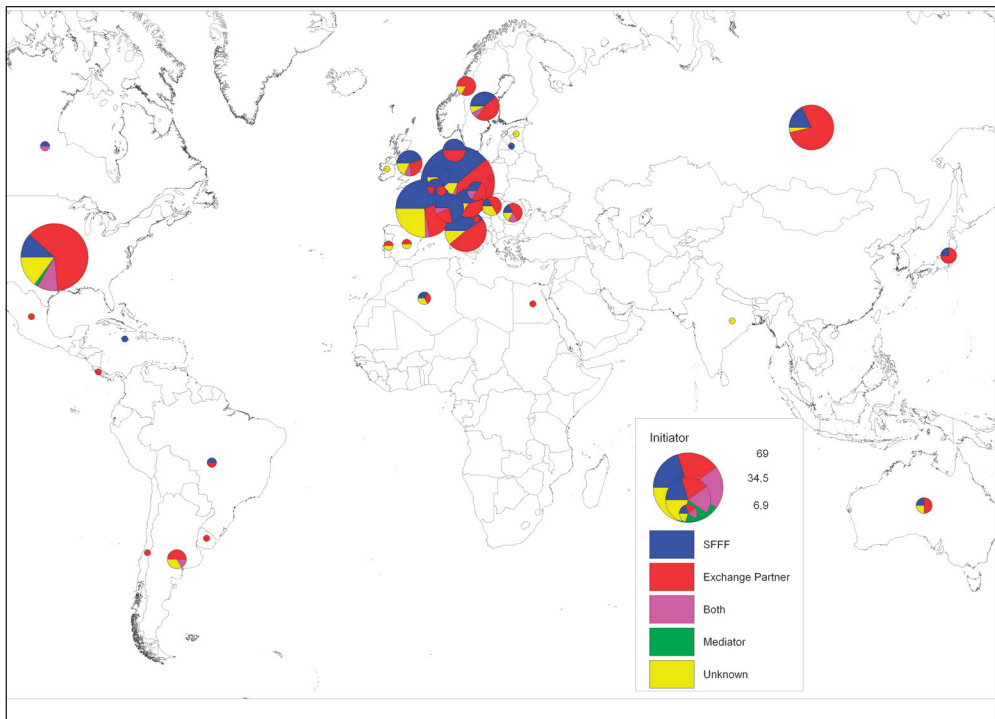 Initiator
69
34,5
6,9
SFFF
Exchange Partner
Both
Mediator
Unknown